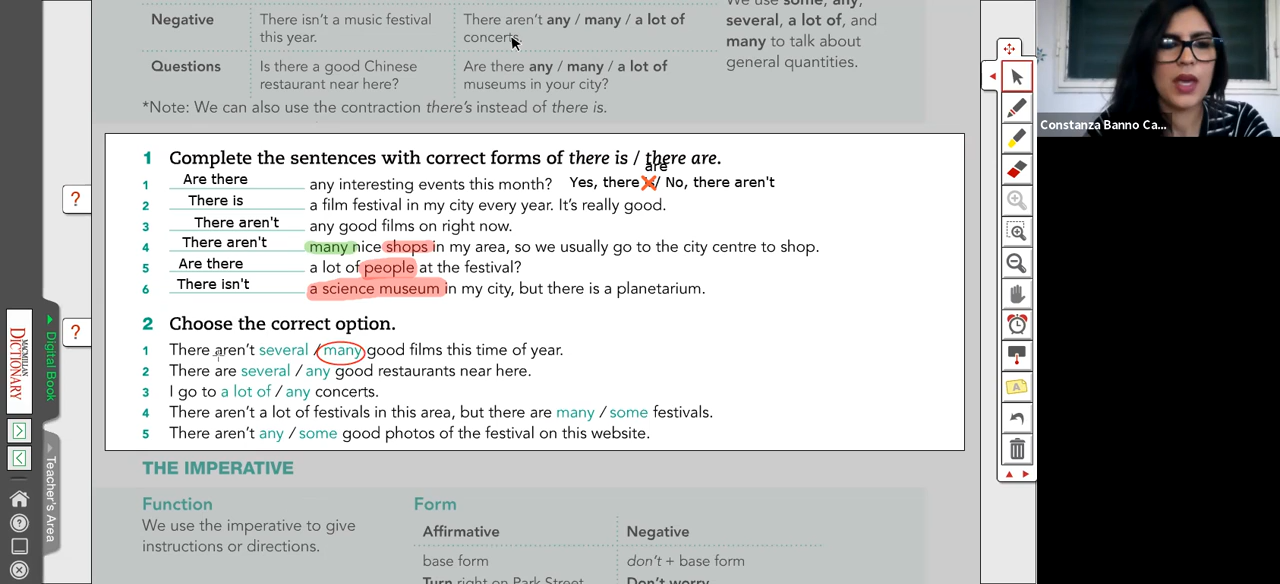 We use some, any,
Negative There isn't a music festival There aren't any / many / a lot of several, a lot of, and
this year. concerts. many to talk about
Questions Is there a good Chinese Are there any / many / a lot of general quantities.
restaurant near here? museums in your city?
*Note: We can also use the contraction there's instead of there is.
Constanza Banno Ca...
1 Complete the sentences with correct forms of there is / there are.
are
1 Are there any interesting events this month? Yes, there / No, there aren't
2 There is a film festival in my city every year. It's really good.
3 There aren't any good films on right now.
4 There aren't many nice shops in my area, so we usually go to the city centre to shop.
5 Are there a lot of people at the festival?
6 There isn't a science museum in my city, but there is a planetarium.
2 Choose the correct option.
1 There aren't several / many good films this time of year.
2 There are several / any good restaurants near here.
3 I go to a lot of / any concerts.
4 There aren't a lot of festivals in this area, but there are many / some festivals.
5 There aren't any / some good photos of the festival on this website.
THE IMPERATIVE
Function Form
We use the imperative to give Affirmative Negative
instructions or directions.
base form don't + base form
Turn right on Park Street Don't worry
?
?
MACMILLAN
DICTIONARY
Digital Book
Teacher's Area
?
A